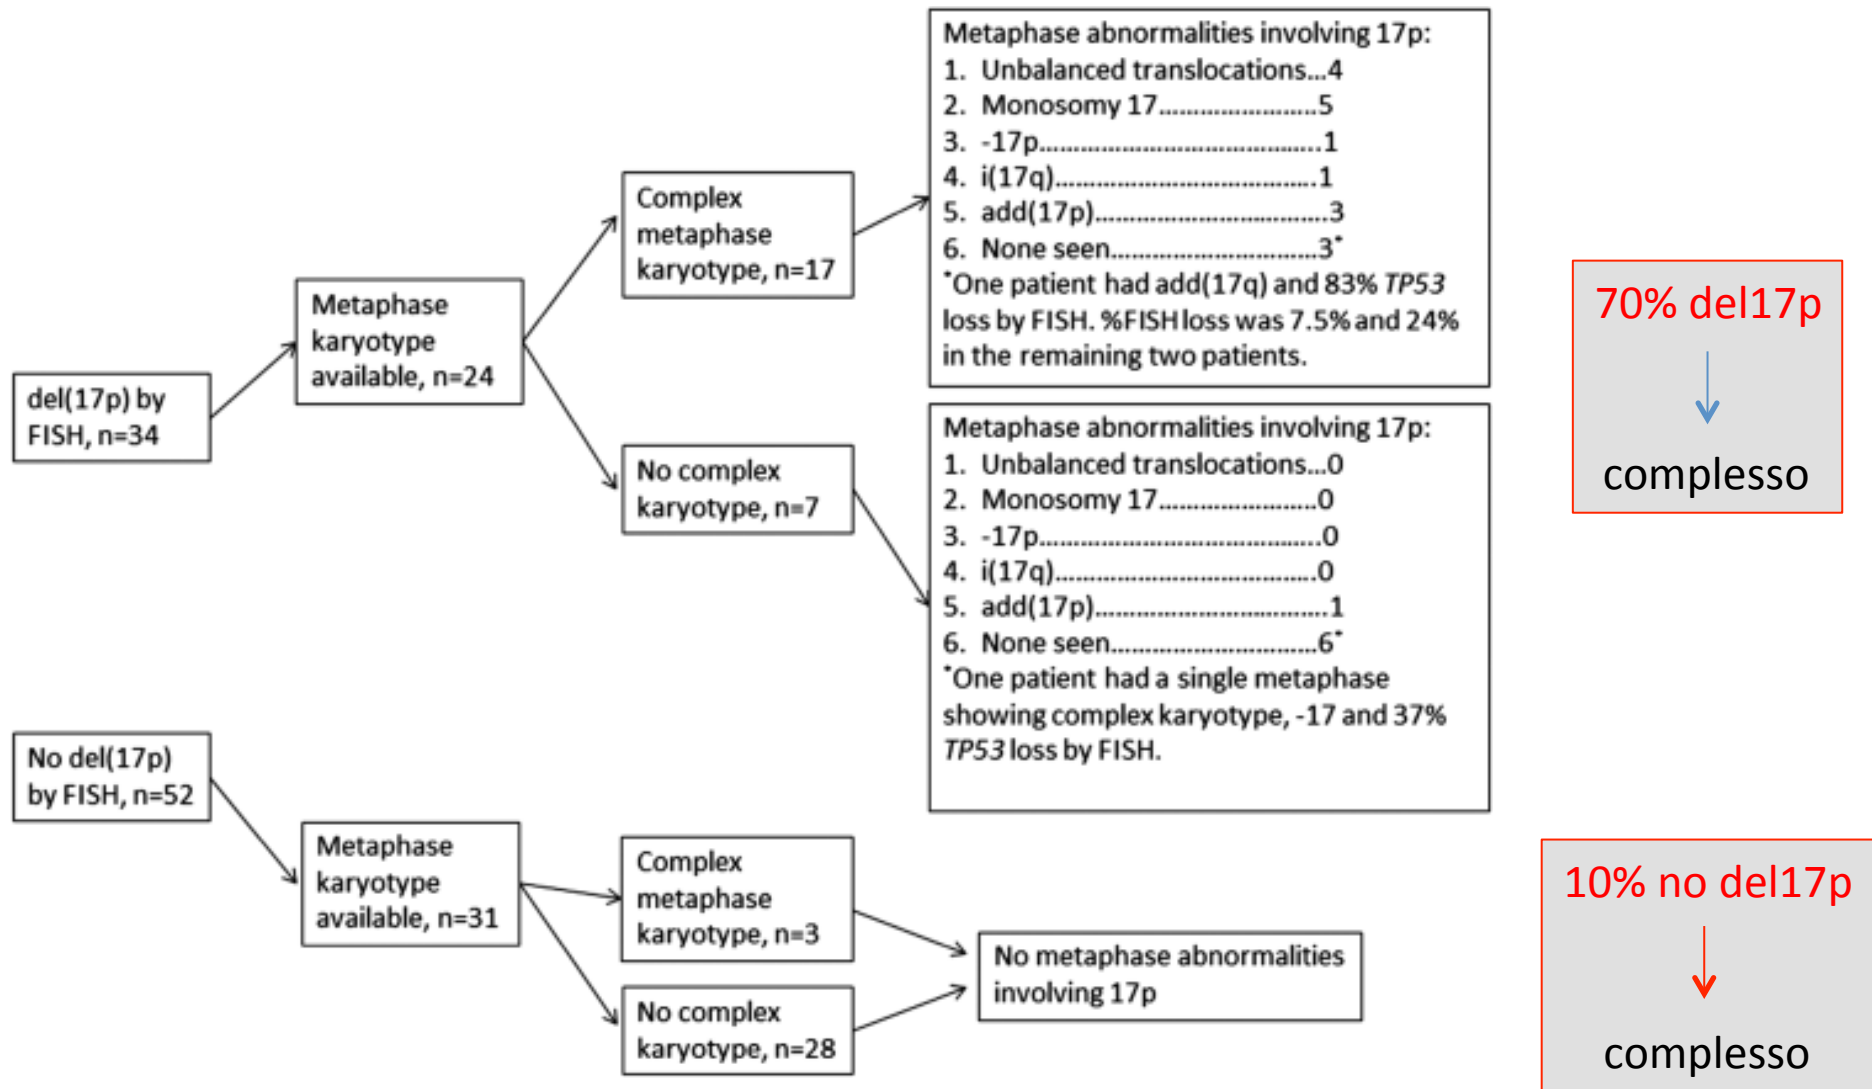 del(17p) by
FISH, n=34
Metaphase
karyotype
available, n=24
Complex
metaphase
karyotype, n=17
Metaphase abnormalities involving 17p:
1. Unbalanced translocations...4
2. Monosomy 17........................5
3. -17p..........................................1
4. i(17q).......................................1
5. add(17p)...................................3
6. None seen...............................3*
*One patient had add(17q) and 83% TP53
loss by FISH. %FISH loss was 7.5% and 24%
in the remaining two patients.
No complex
karyotype, n=7
Metaphase abnormalities involving 17p:
1. Unbalanced translocations...0
2. Monosomy 17........................0
3. -17p..........................................0
4. i(17q).......................................0
5. add(17p)...................................1
6. None seen...............................6*
*One patient had a single metaphase
showing complex karyotype, -17 and 37%
TP53 loss by FISH.
70% del17p
complesso
No del(17p)
by FISH, n=52
Metaphase
karyotype
available, n=31
Complex
metaphase
karyotype, n=3
No complex
karyotype, n=28
No metaphase abnormalities
involving 17p
10% no del17p
complesso